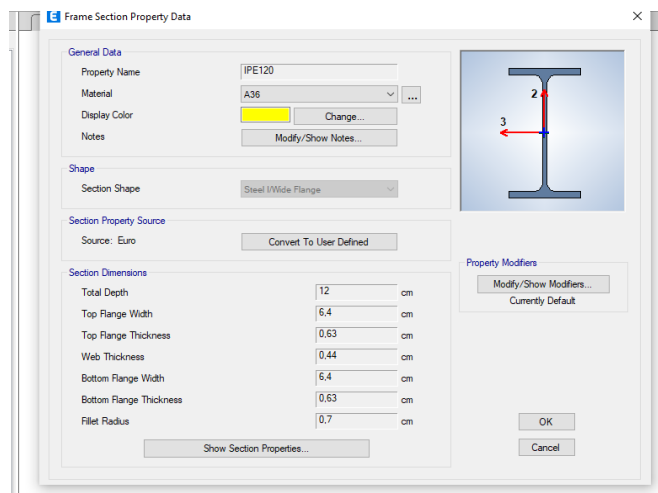 E Frame Section Property Data
General Data
Property Name IPE120
Material A36 ...
Display Color Change...
Notes Modify/Show Notes...
2
3
Shape
Section Shape Steel I/Wide Flange
Section Property Source
Source: Euro Convert To User Defined
Property Modifiers
Modify/Show Modifiers...
Currently Default
Section Dimensions
Total Depth 12 cm
Top Flange Width 6,4 cm
Top Flange Thickness 0,63 cm
Web Thickness 0,44 cm
Bottom Flange Width 6,4 cm
Bottom Flange Thickness 0,63 cm
Fillet Radius 0,7 cm
Show Section Properties...
OK
Cancel